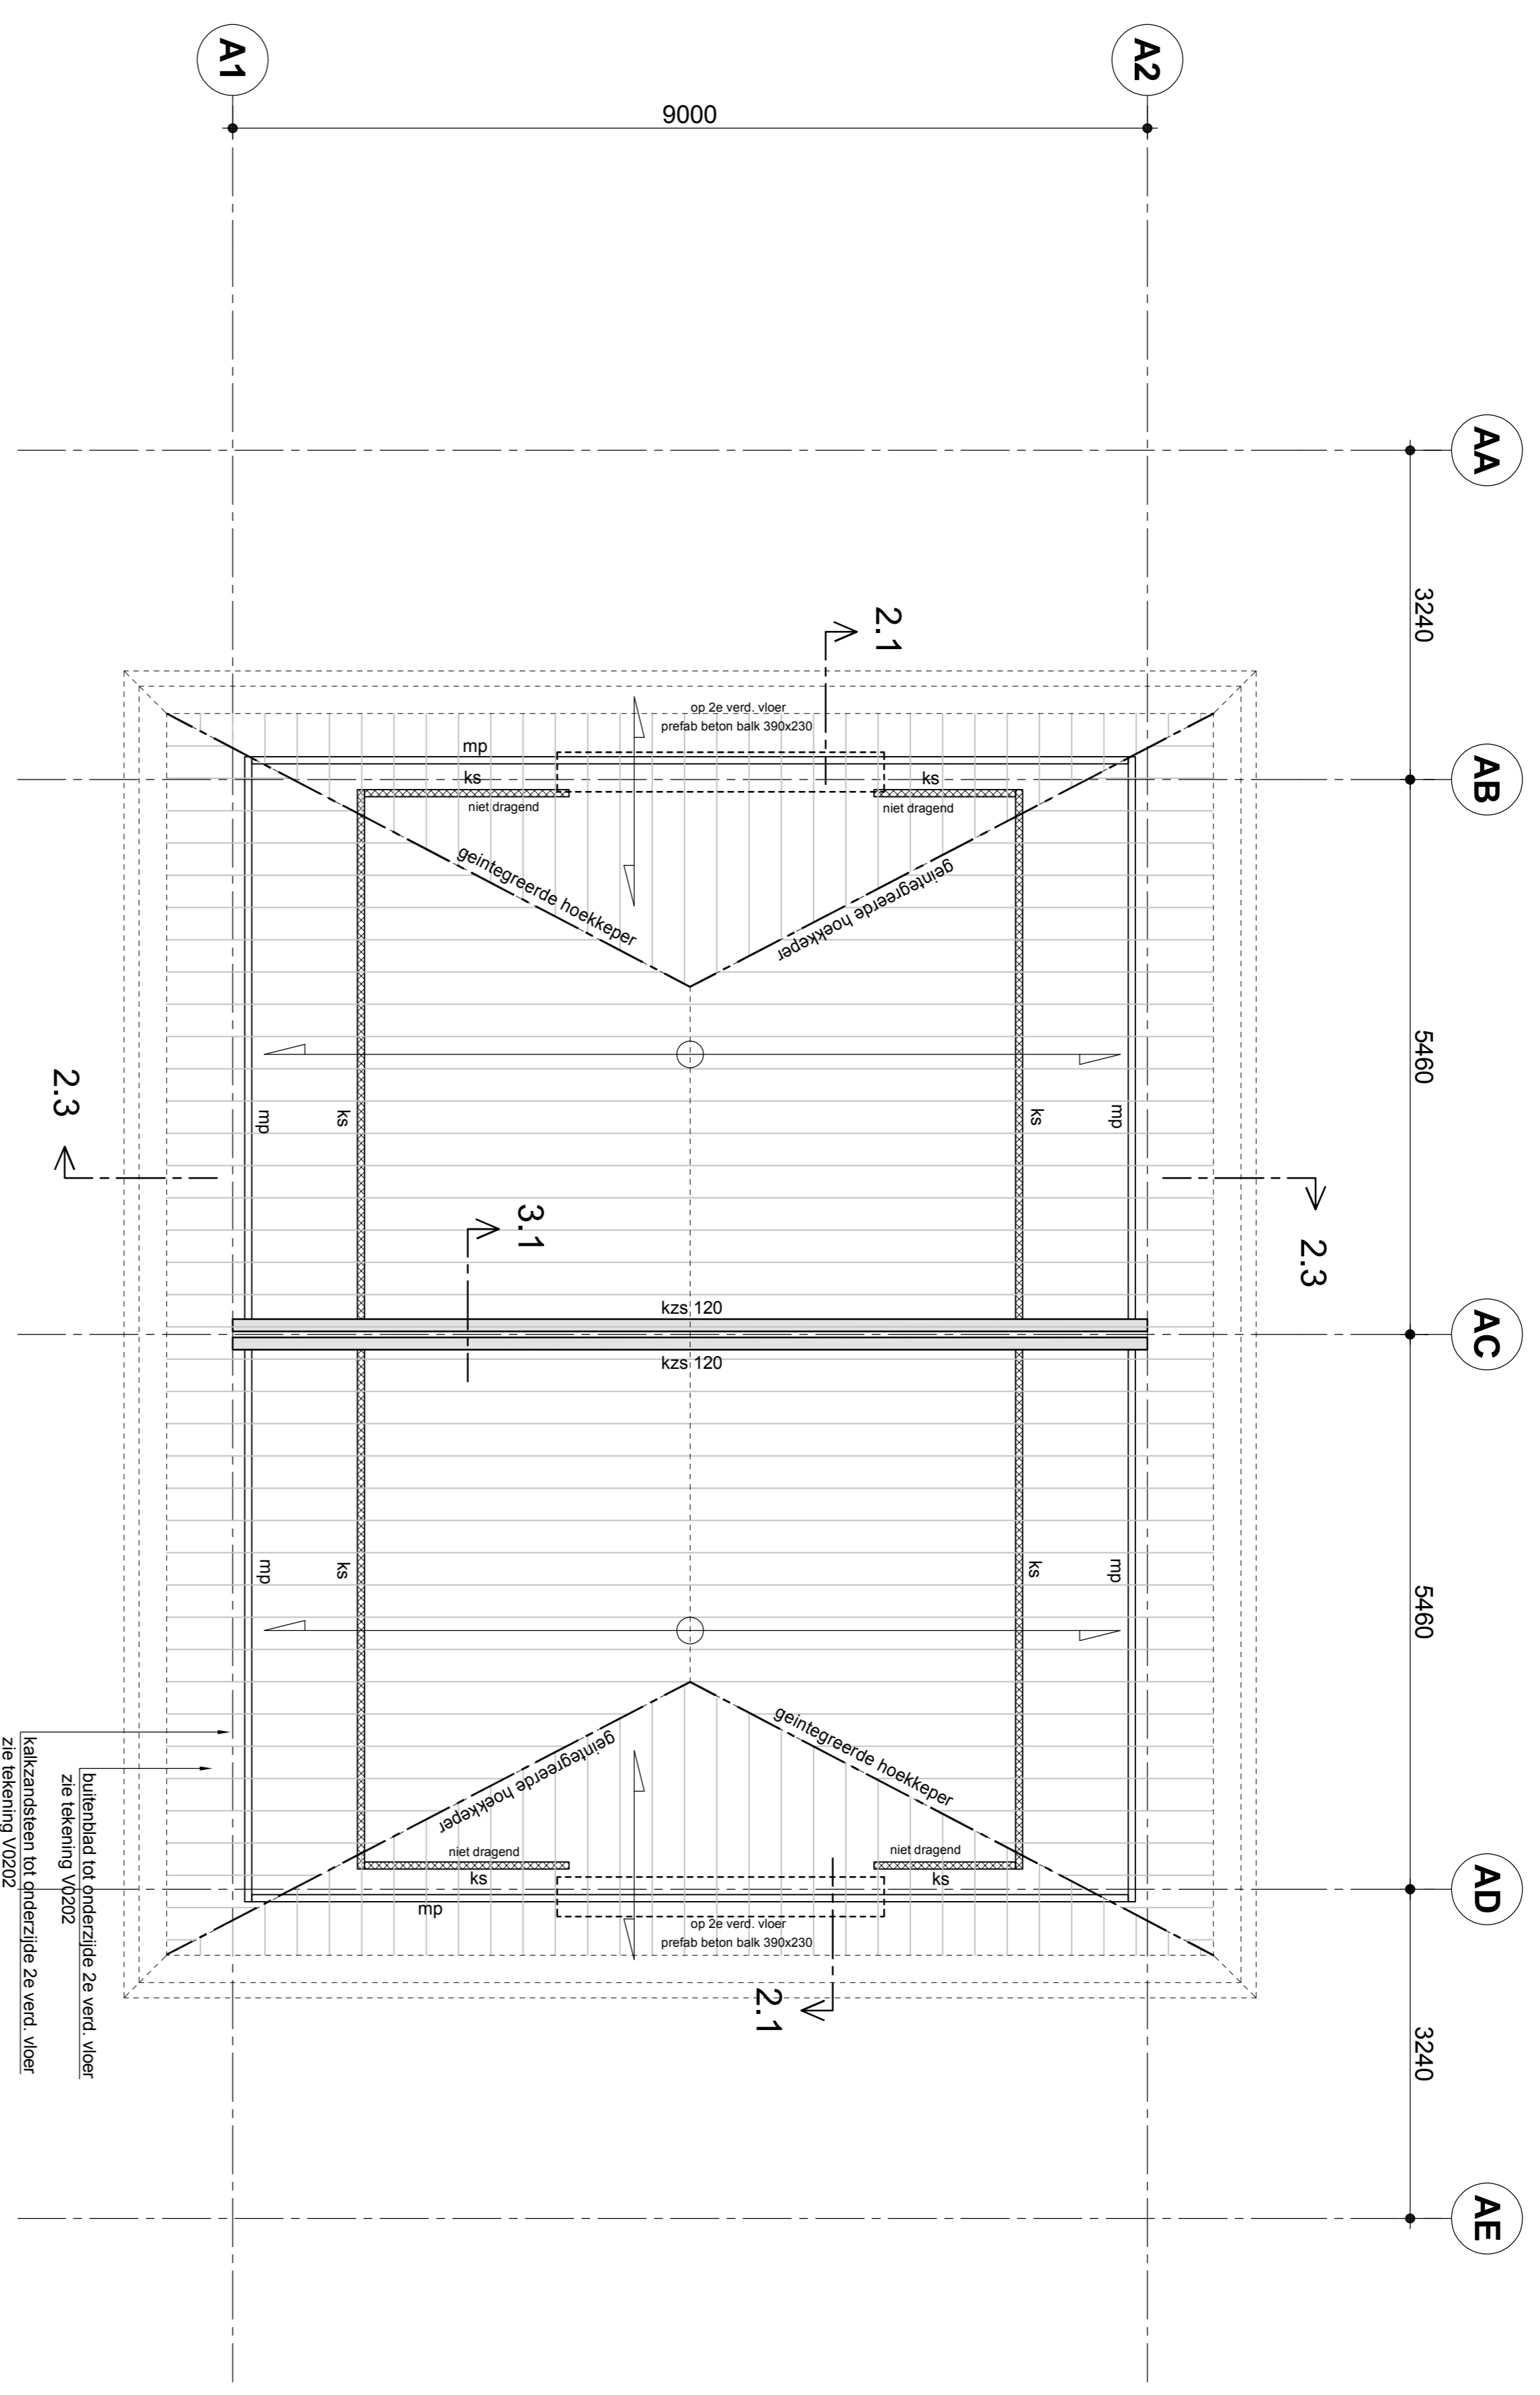 A1
A2
9000
AA
3240
AB
5460
AC
5460
AD
3240
AE
2.1
op 2e verd. vloer
prefab beton balk 390x230
mp
ks
ks
niet dragend
niet dragend
geintegreerde hoekkeper
geintegreerde hoekkeper
2.3
mp
ks
ks
mp
2.3
3.1
kzs 120
kzs 120
mp
ks
ks
mp
geintegreerde hoekkeper
geintegreerde hoekkeper
niet dragend
niet dragend
ks
ks
mp
op 2e verd. vloer
prefab beton balk 390x230
2.1
buitenblad tot onderzijde 2e verd. vloer
zie tekening V0202
kalkzandsteen tot onderzijde 2e verd. vloer
zie tekening V0202